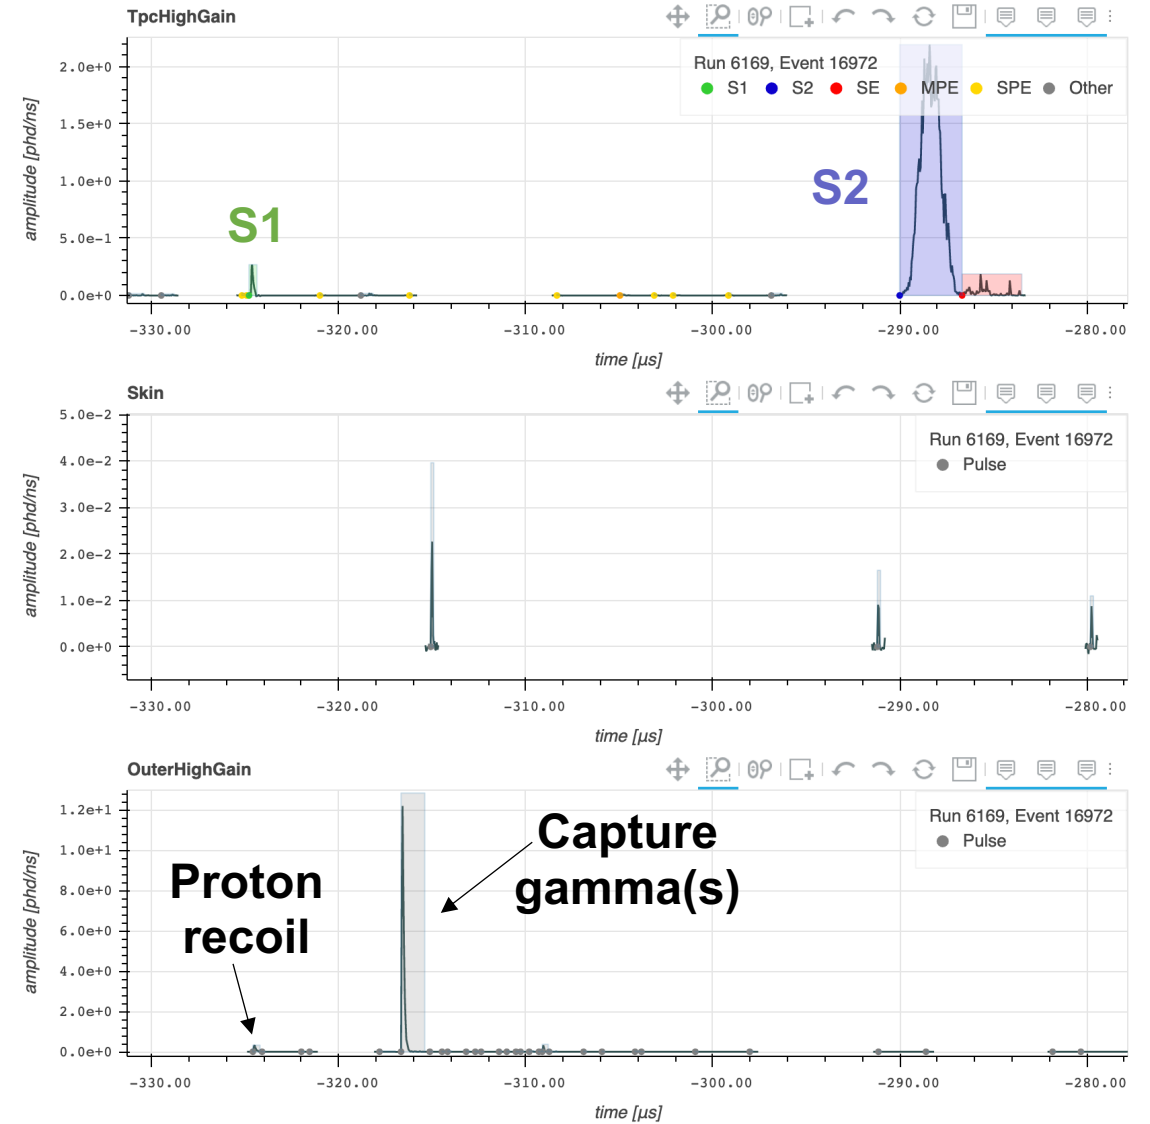 TpcHighGain
Run 6169, Event 16972
S1 S2 SE MPE SPE Other
2.0e+0
1.5e+0
1.0e+0
5.0e-1
0.0e+0
amplitude [phd/ns]
S1
S2
-330.00 -320.00 -310.00 -300.00 -290.00 -280.00
time [µs]
Skin
Run 6169, Event 16972
Pulse
5.0e-2
4.0e-2
3.0e-2
2.0e-2
1.0e-2
0.0e+0
amplitude [phd/ns]
-330.00 -320.00 -310.00 -300.00 -290.00 -280.00
time [µs]
OuterHighGain
Run 6169, Event 16972
Pulse
1.2e+1
1.0e+1
8.0e+0
6.0e+0
4.0e+0
2.0e+0
0.0e+0
amplitude [phd/ns]
Proton
recoil
Capture
gamma(s)
-330.00 -320.00 -310.00 -300.00 -290.00 -280.00
time [µs]